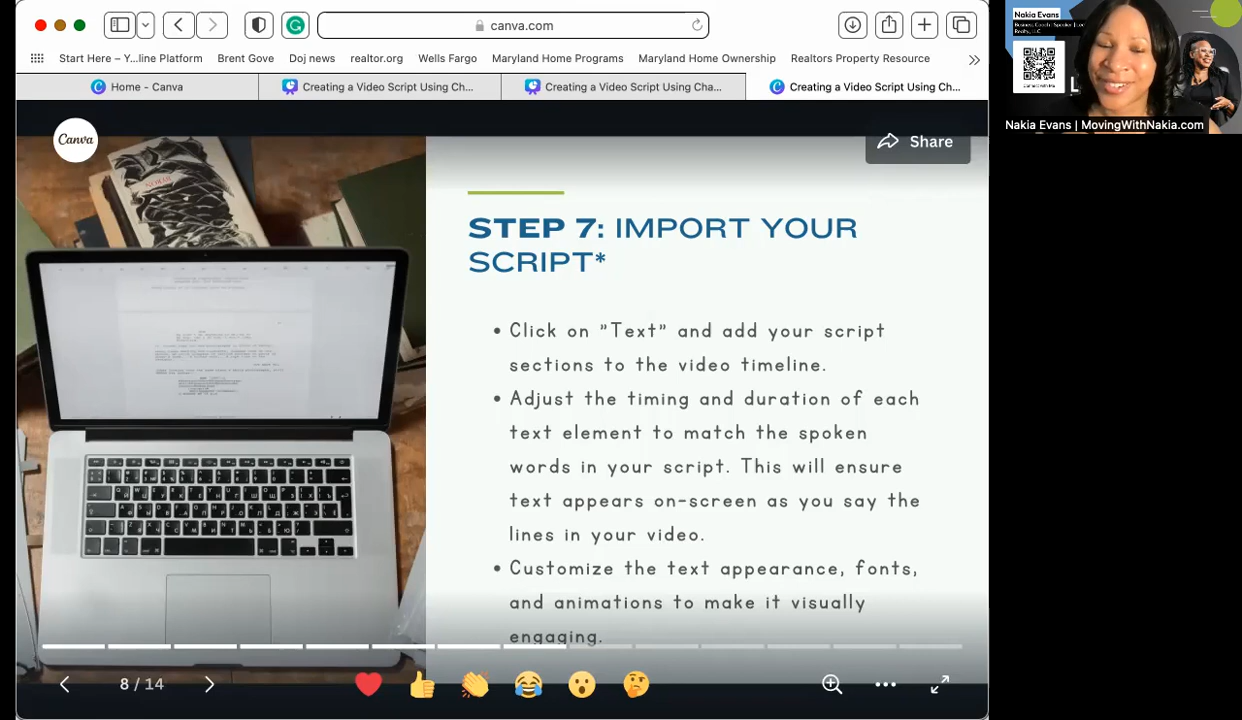 canva.com
Start Here – Y...line Platform
Brent Gove
Doj news
realtor.org
Wells Fargo
Maryland Home Programs
Maryland Home Ownership
Realtors Property Resource
Home - Canva
Creating a Video Script Using Ch...
Creating a Video Script Using Cha...
Creating a Video Script Using Ch...
Canva
Share
STEP 7: IMPORT YOUR
SCRIPT*
• Click on "Text" and add your script
sections to the video timeline.
• Adjust the timing and duration of each
text element to match the spoken
words in your script. This will ensure
text appears on-screen as you say the
lines in your video.
• Customize the text appearance, fonts,
and animations to make it visually
engaging.
8 / 14
Nakia Evans
Connect with Me
Nakia Evans | MovingWithNakia.com